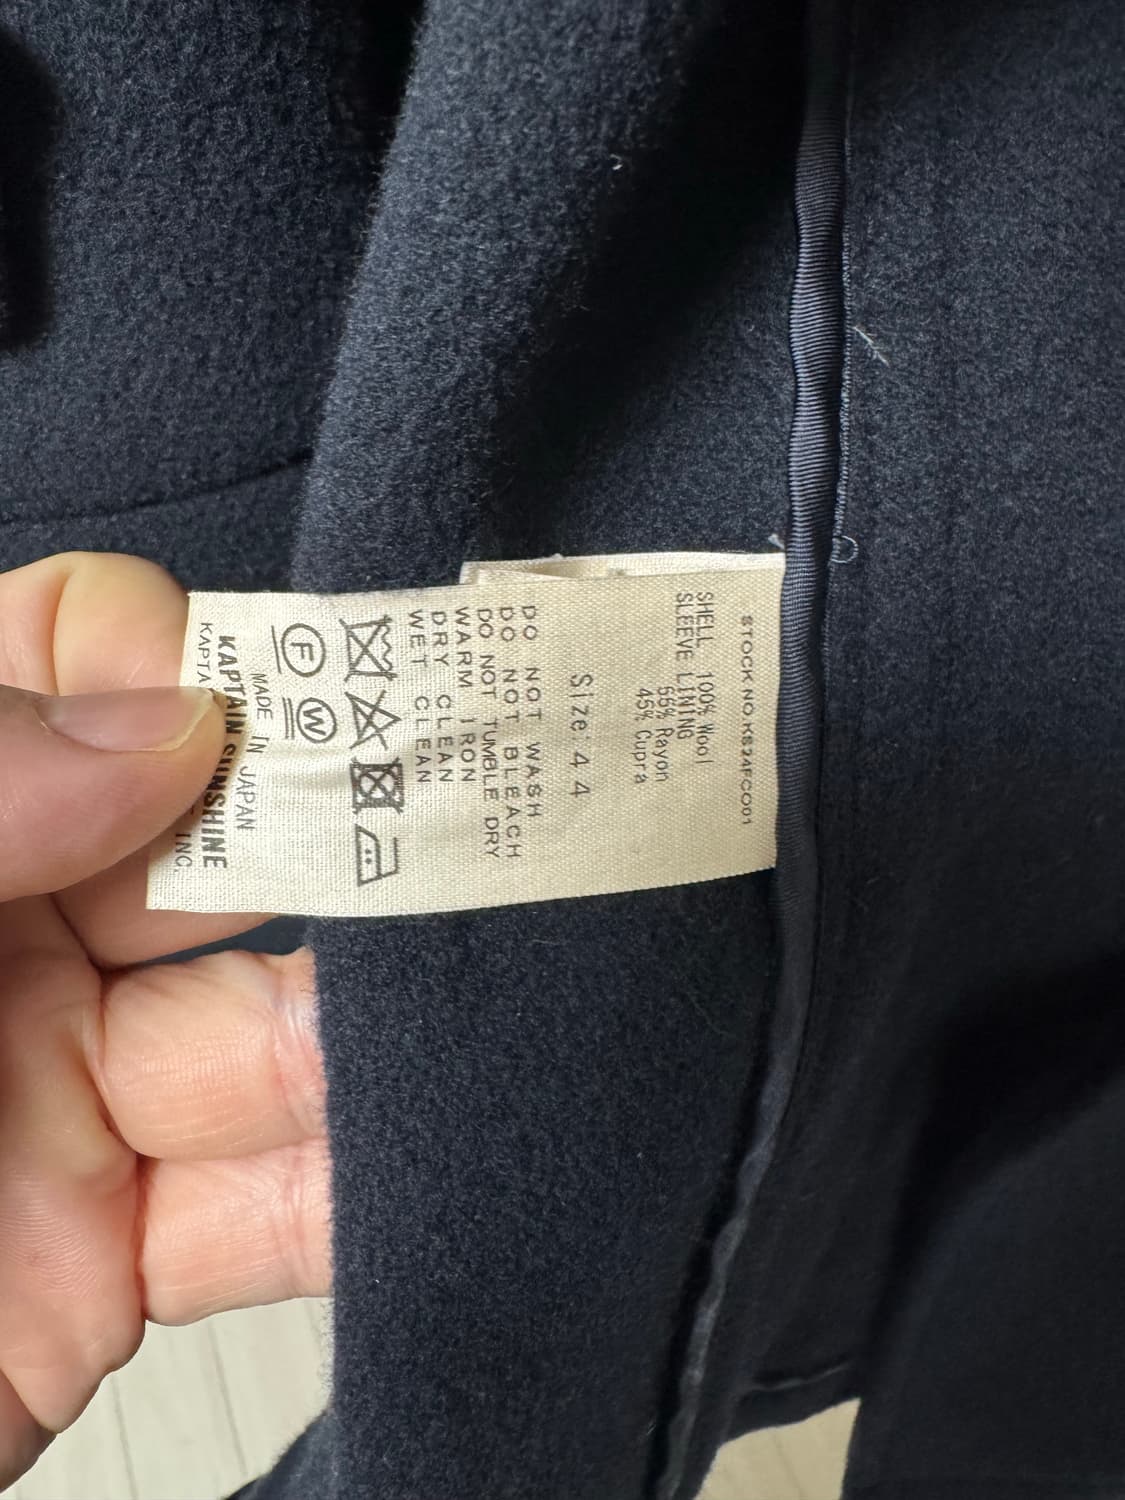 STOCK NO.KS24FCO01
SHELL 100% Wool
SLEEVE LINING
55% Rayon
45% Cupra
Size: 44
DO NOT WASH
DO NOT BLEACH
DO NOT TUMBLE DRY
WARM IRON
DRY CLEAN
WET CLEAN
F W
MADE IN JAPAN
KAPTAIN SUNSHINE
INC.